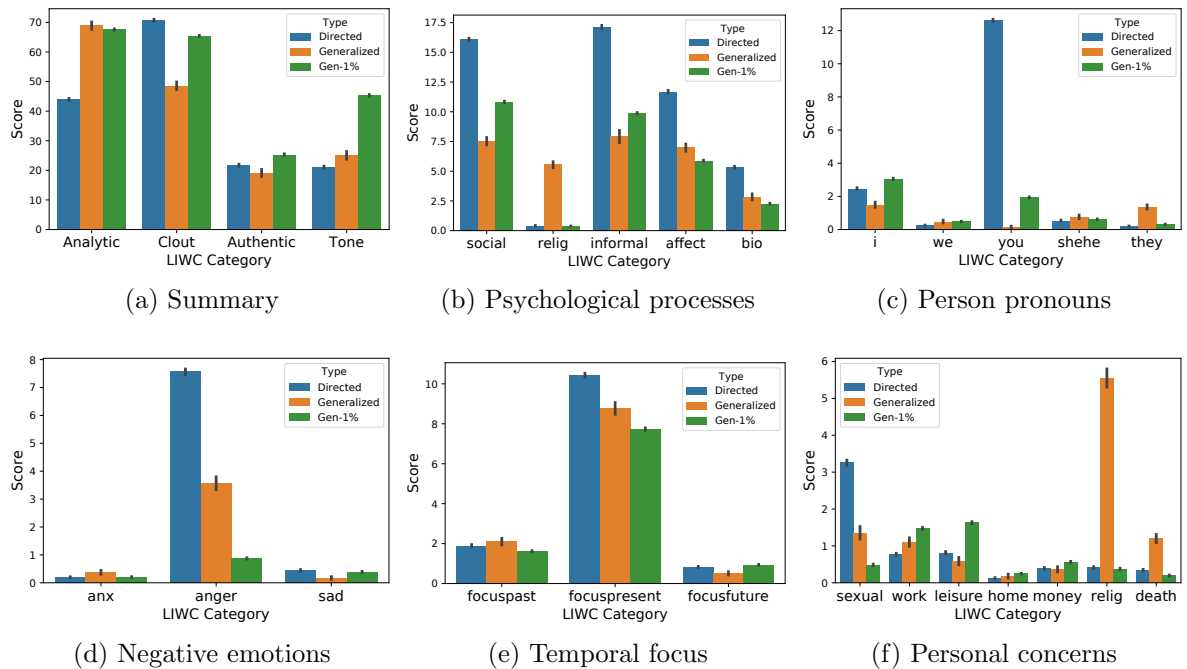 70
60
50
40
30
20
10
0
Score
Analytic Clout Authentic Tone
LIWC Category
Type
Directed
Generalized
Gen-1%
(a) Summary
17.5
15.0
12.5
10.0
7.5
5.0
2.5
0.0
Score
social relig informal affect bio
LIWC Category
Type
Directed
Generalized
Gen-1%
(b) Psychological processes
12
10
8
6
4
2
0
Score
i we you shehe they
LIWC Category
Type
Directed
Generalized
Gen-1%
(c) Person pronouns
8
7
6
5
4
3
2
1
0
Score
anx anger sad
LIWC Category
Type
Directed
Generalized
Gen-1%
(d) Negative emotions
10
8
6
4
2
0
Score
focuspast focuspresent focusfuture
LIWC Category
Type
Directed
Generalized
Gen-1%
(e) Temporal focus
6
5
4
3
2
1
0
Score
sexual work leisure home money relig death
LIWC Category
Type
Directed
Generalized
Gen-1%
(f) Personal concerns